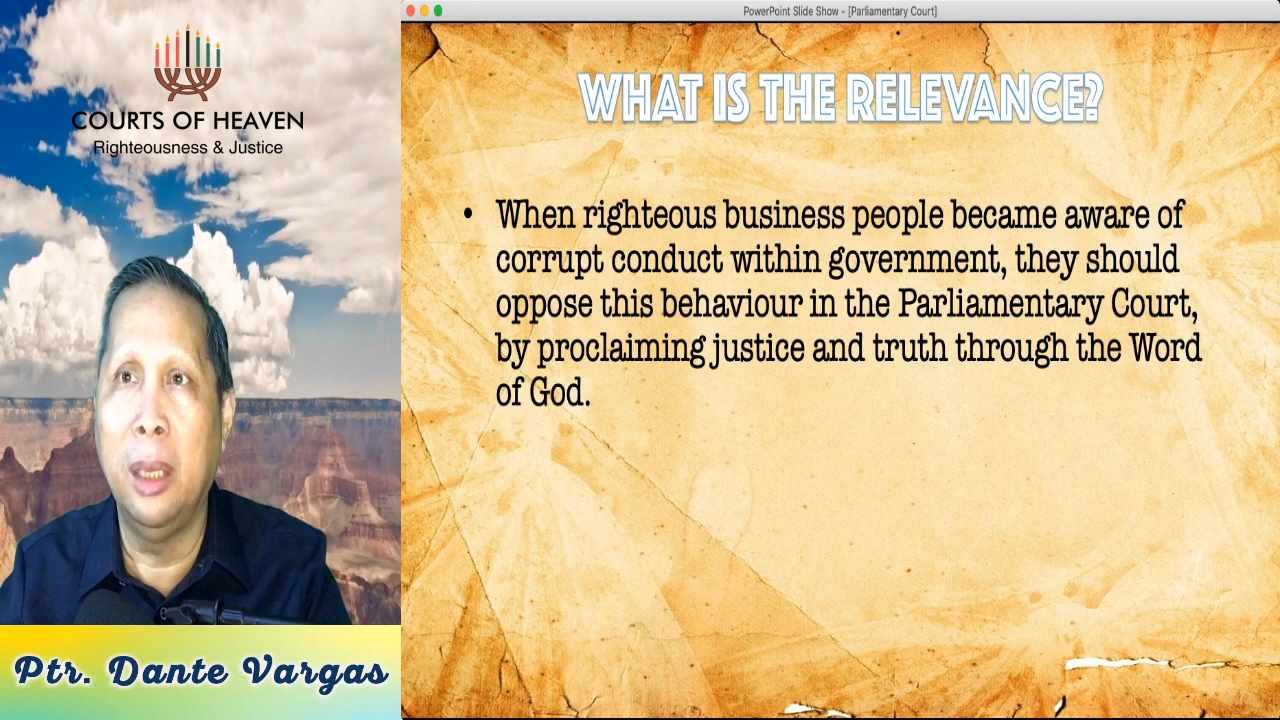 COURTS OF HEAVEN
Righteousness & Justice
Ptr. Dante Vargas
PowerPoint Slide Show - [Parliamentary Court]
WHAT IS THE RELEVANCE?
• When righteous business people became aware of
corrupt conduct within government, they should
oppose this behaviour in the Parliamentary Court,
by proclaiming justice and truth through the Word
of God.